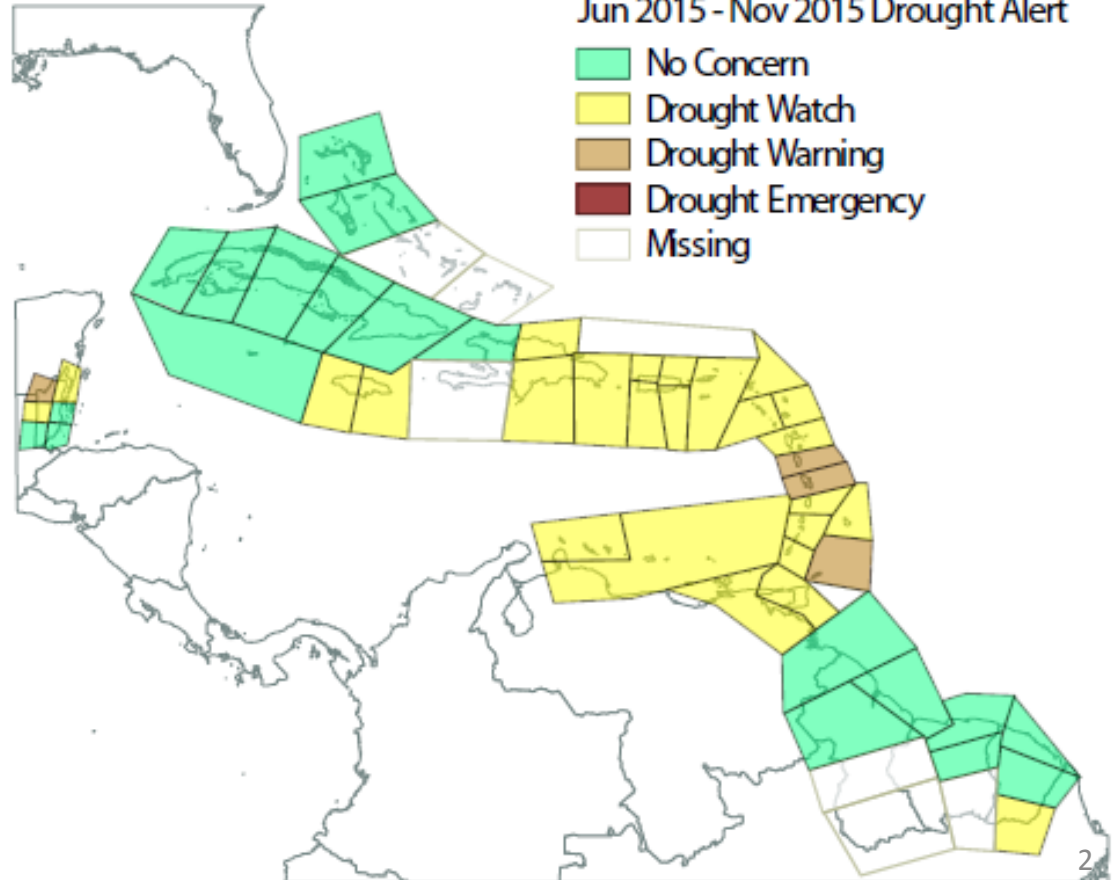 Jun 2015 - Nov 2015 Drought Alert
No Concern
Drought Watch
Drought Warning
Drought Emergency
Missing
2